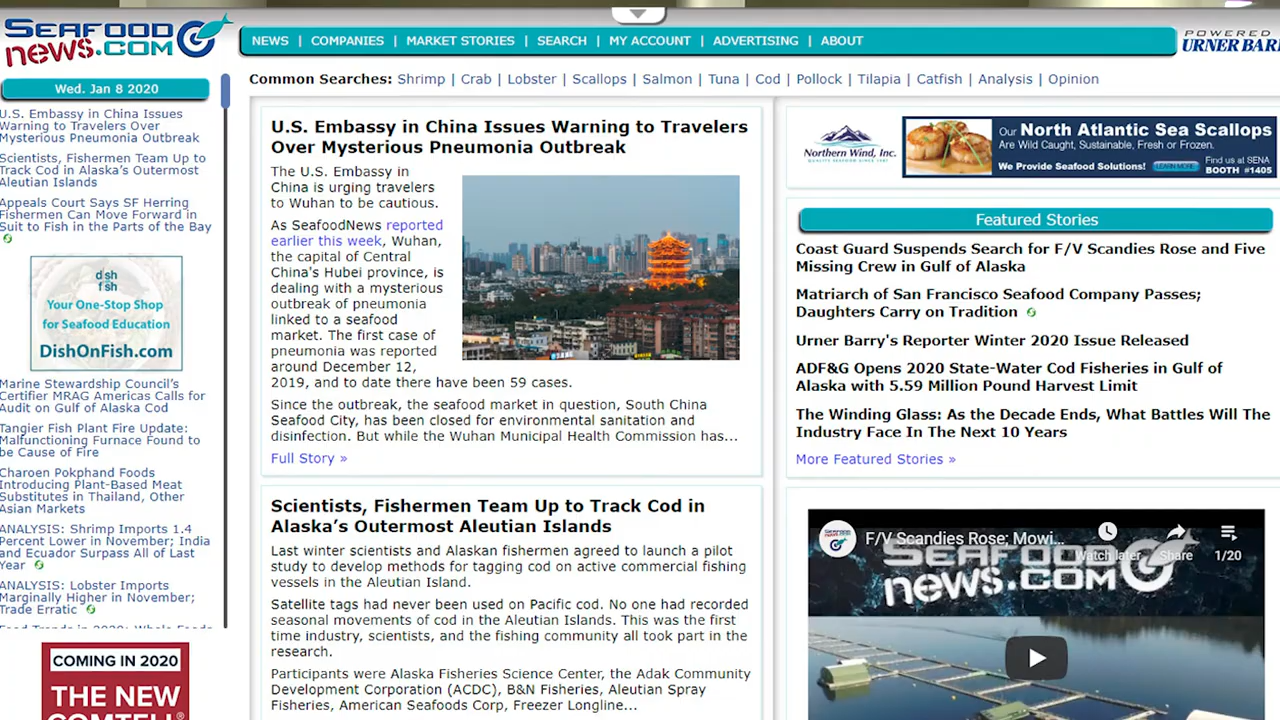 SEAFOOD
news.COM
NEWS | COMPANIES | MARKET STORIES | SEARCH | MY ACCOUNT | ADVERTISING | ABOUT
POWERED
URNER BAR
Common Searches: Shrimp | Crab | Lobster | Scallops | Salmon | Tuna | Cod | Pollock | Tilapia | Catfish | Analysis | Opinion
Wed. Jan 8 2020
U.S. Embassy in China Issues
Warning to Travelers Over
Mysterious Pneumonia Outbreak
Scientists, Fishermen Team Up to
Track Cod in Alaska's Outermost
Aleutian Islands
Appeals Court Says SF Herring
Fishermen Can Move Forward in
Suit to Fish in the Parts of the Bay
dish
fish
Your One-Stop Shop
for Seafood Education
DishOnFish.com
Marine Stewardship Council's
Certifier MRAG Americas Calls for
Audit on Gulf of Alaska Cod
Tangier Fish Plant Fire Update:
Malfunctioning Furnace Found to
be Cause of Fire
Charoen Pokphand Foods
Introducing Plant-Based Meat
Substitutes in Thailand, Other
Asian Markets
ANALYSIS: Shrimp Imports 1.4
Percent Lower in November; India
and Ecuador Surpass All of Last
Year
ANALYSIS: Lobster Imports
Marginally Higher in November;
Trade Erratic
Food Trends in 2020: Whole Foods
COMING IN 2020
THE NEW
COMTELL®
U.S. Embassy in China Issues Warning to Travelers
Over Mysterious Pneumonia Outbreak
The U.S. Embassy in
China is urging travelers
to Wuhan to be cautious.
As SeafoodNews reported
earlier this week, Wuhan,
the capital of Central
China's Hubei province, is
dealing with a mysterious
outbreak of pneumonia
linked to a seafood
market. The first case of
pneumonia was reported
around December 12,
2019, and to date there have been 59 cases.
Since the outbreak, the seafood market in question, South China
Seafood City, has been closed for environmental sanitation and
disinfection. But while the Wuhan Municipal Health Commission has...
Full Story »
Scientists, Fishermen Team Up to Track Cod in
Alaska's Outermost Aleutian Islands
Last winter scientists and Alaskan fishermen agreed to launch a pilot
study to develop methods for tagging cod on active commercial fishing
vessels in the Aleutian Island.
Satellite tags had never been used on Pacific cod. No one had recorded
seasonal movements of cod in the Aleutian Islands. This was the first
time industry, scientists, and the fishing community all took part in the
research.
Participants were Alaska Fisheries Science Center, the Adak Community
Development Corporation (ACDC), B&N Fisheries, Aleutian Spray
Fisheries, American Seafoods Corp, Freezer Longline...
Northern Wind, Inc.
QUALITY SEAFOOD SINCE 1987
Our North Atlantic Sea Scallops
Are Wild Caught, Sustainable, Fresh or Frozen.
We Provide Seafood Solutions! LEARN MORE Find us at SENA
BOOTH #1405
Featured Stories
Coast Guard Suspends Search for F/V Scandies Rose and Five
Missing Crew in Gulf of Alaska
Matriarch of San Francisco Seafood Company Passes;
Daughters Carry on Tradition
Urner Barry's Reporter Winter 2020 Issue Released
ADF&G Opens 2020 State-Water Cod Fisheries in Gulf of
Alaska with 5.59 Million Pound Harvest Limit
The Winding Glass: As the Decade Ends, What Battles Will The
Industry Face In The Next 10 Years
More Featured Stories »
F/V Scandies Rose; Mowi...
Watch later Share 1/20
SEAFOOD
news.COM